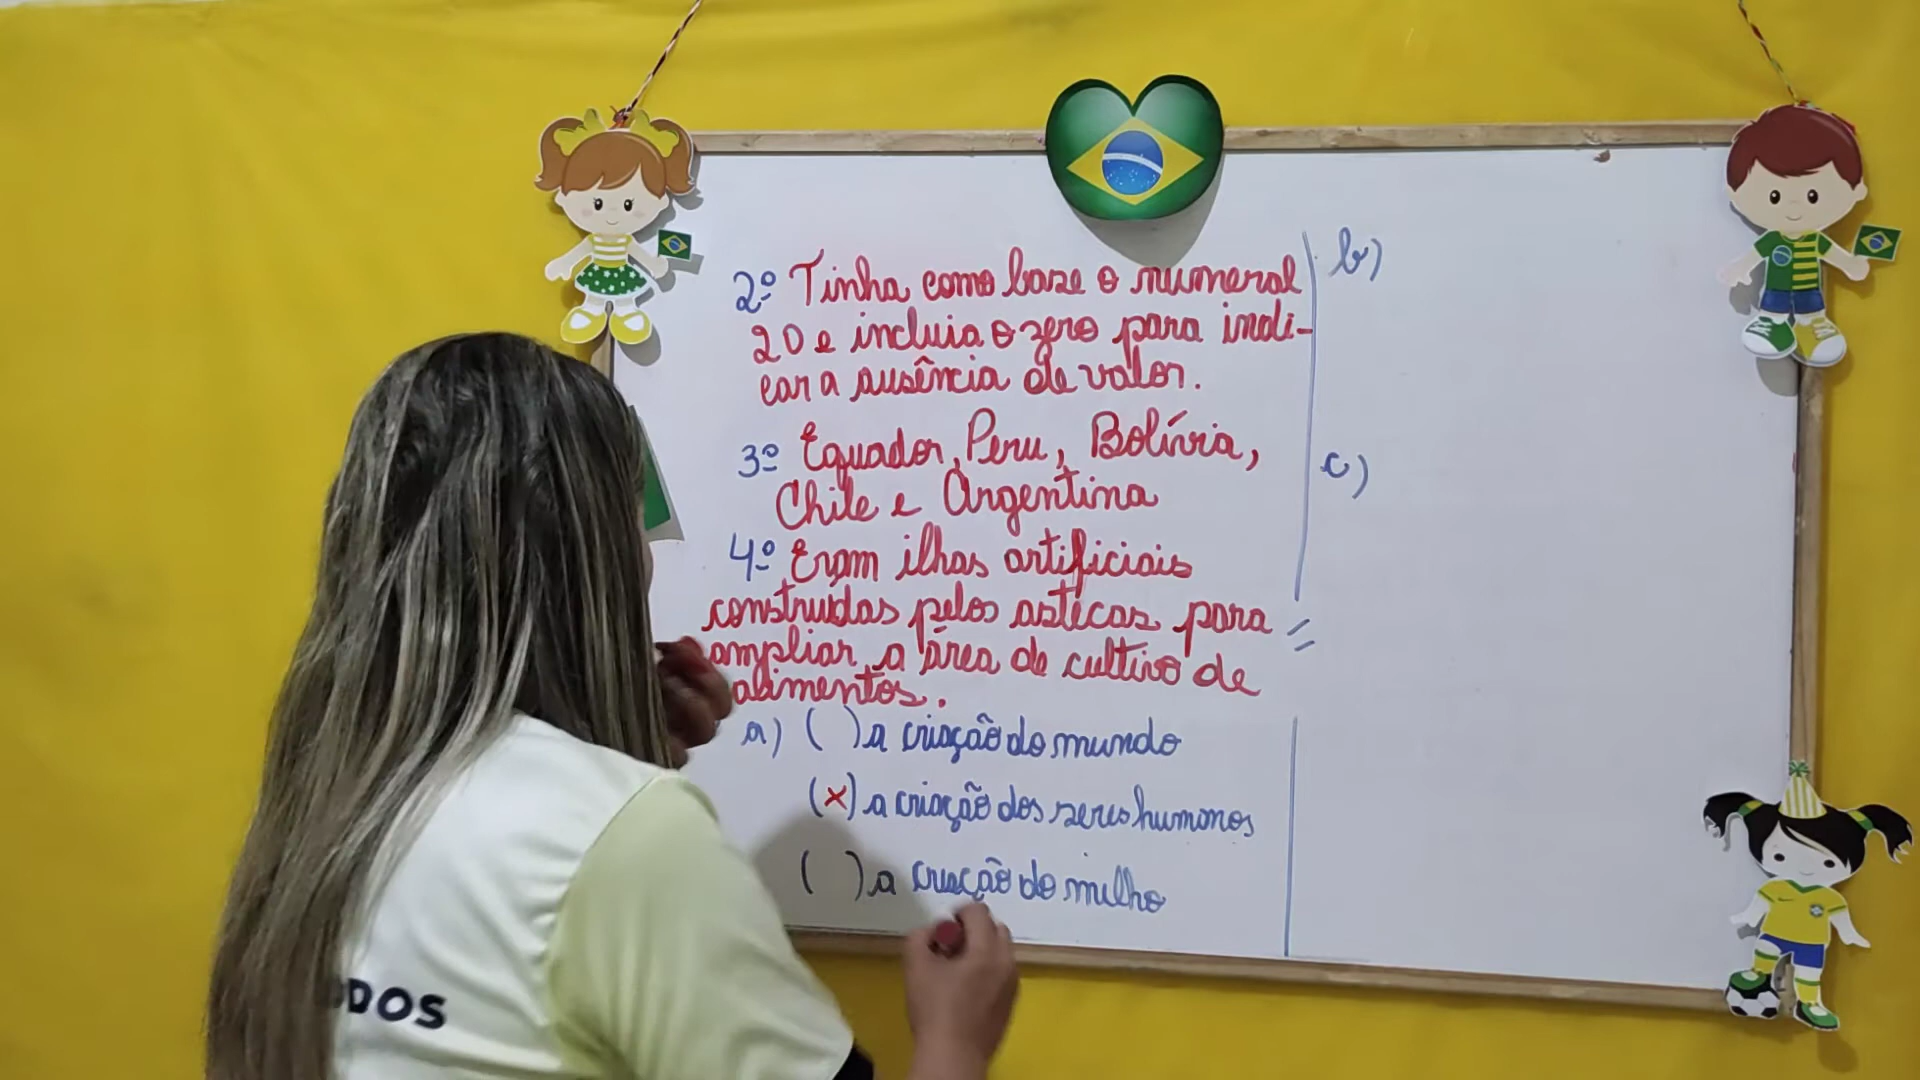 2º Tinha como base o numeral
20 e incluia o zero para indi-
car a ausência de valor.
3º Equador, Peru, Bolívia,
Chile e Argentina
4º Eram ilhas artificiais
construídas pelos astecas para
ampliar a área de cultivo de
alimentos.
a) ( ) a criação do mundo
(x) a criação dos seres humanos
( ) a criação do milho
b)
c)
DOS